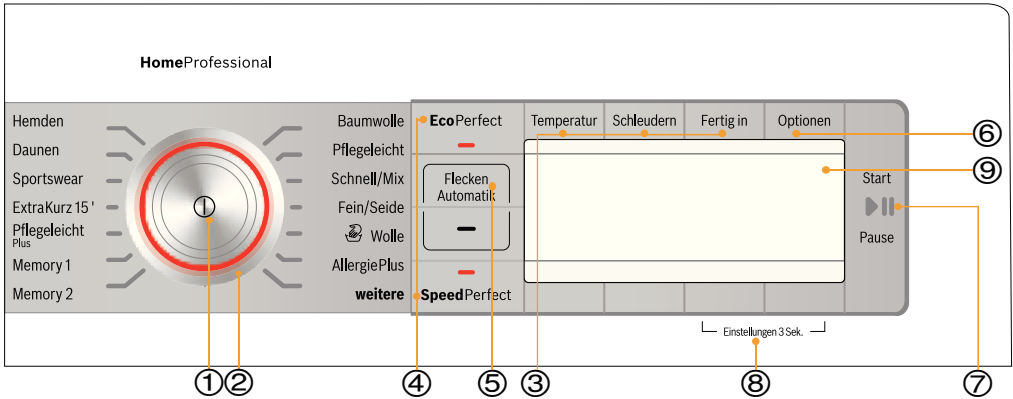 HomeProfessional
Hemden
Daunen
Sportswear
ExtraKurz 15'
Pflegeleicht
Plus
Memory 1
Memory 2
Baumwolle
Pflegeleicht
Schnell/Mix
Fein/Seide
Wolle
AllergiePlus
weitere
EcoPerfect
Flecken
Automatik
SpeedPerfect
Temperatur
Schleudern
Fertig in
Optionen
Start
Pause
Einstellungen 3 Sek.
⑥
⑨
① ② ④ ⑤ ③ ⑧ ⑦